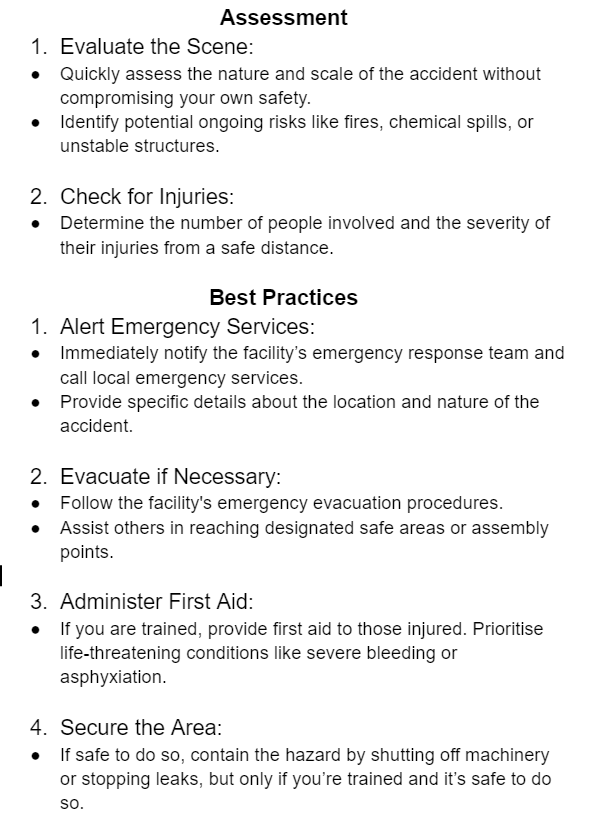 Assessment
1. Evaluate the Scene:
● Quickly assess the nature and scale of the accident without
compromising your own safety.
● Identify potential ongoing risks like fires, chemical spills, or
unstable structures.
2. Check for Injuries:
● Determine the number of people involved and the severity of
their injuries from a safe distance.
Best Practices
1. Alert Emergency Services:
● Immediately notify the facility’s emergency response team and
call local emergency services.
● Provide specific details about the location and nature of the
accident.
2. Evacuate if Necessary:
● Follow the facility's emergency evacuation procedures.
● Assist others in reaching designated safe areas or assembly
points.
3. Administer First Aid:
● If you are trained, provide first aid to those injured. Prioritise
life-threatening conditions like severe bleeding or
asphyxiation.
4. Secure the Area:
● If safe to do so, contain the hazard by shutting off machinery
or stopping leaks, but only if you’re trained and it’s safe to do
so.